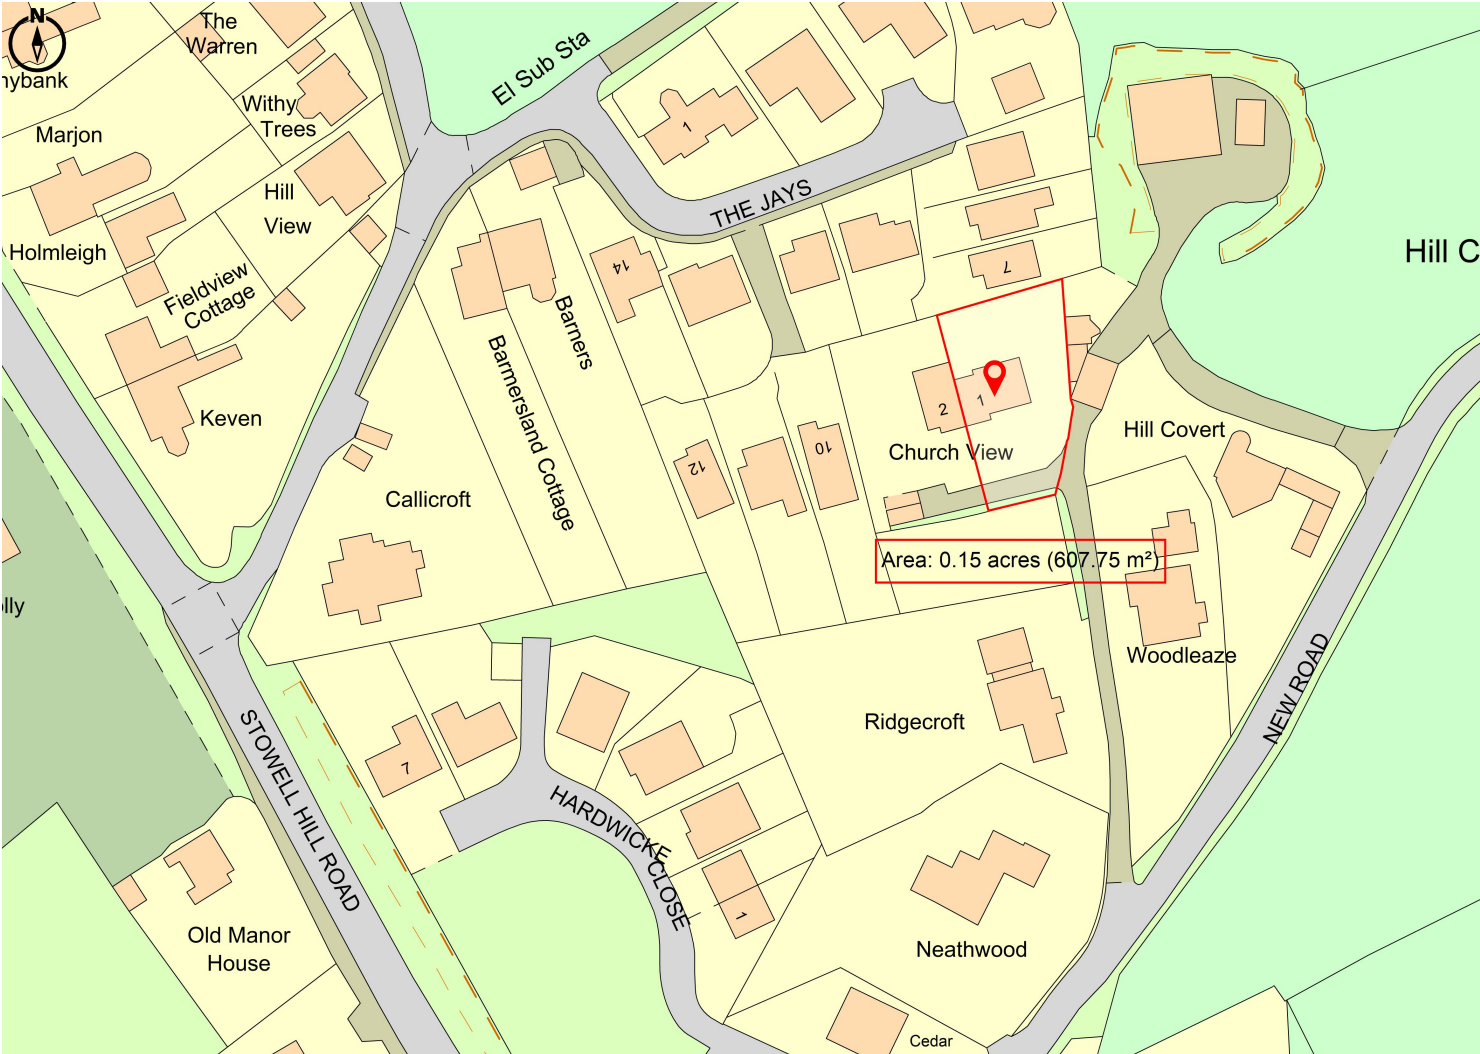 N
The
Warren
nybank
El Sub Sta
Withy
Trees
Marjon
1
Hill
View
THE JAYS
Holmleigh
Hill C
14
7
Fieldview
Cottage
Barners
Barmersland Cottage
2
1
Keven
Hill Covert
10
12
Church View
Callicroft
Area: 0.15 acres (607.75 m²)
olly
Woodleaze
NEW ROAD
Ridgecroft
STOWELL HILL ROAD
7
HARDWICKE
CLOSE
1
Old Manor
House
Neathwood
Cedar